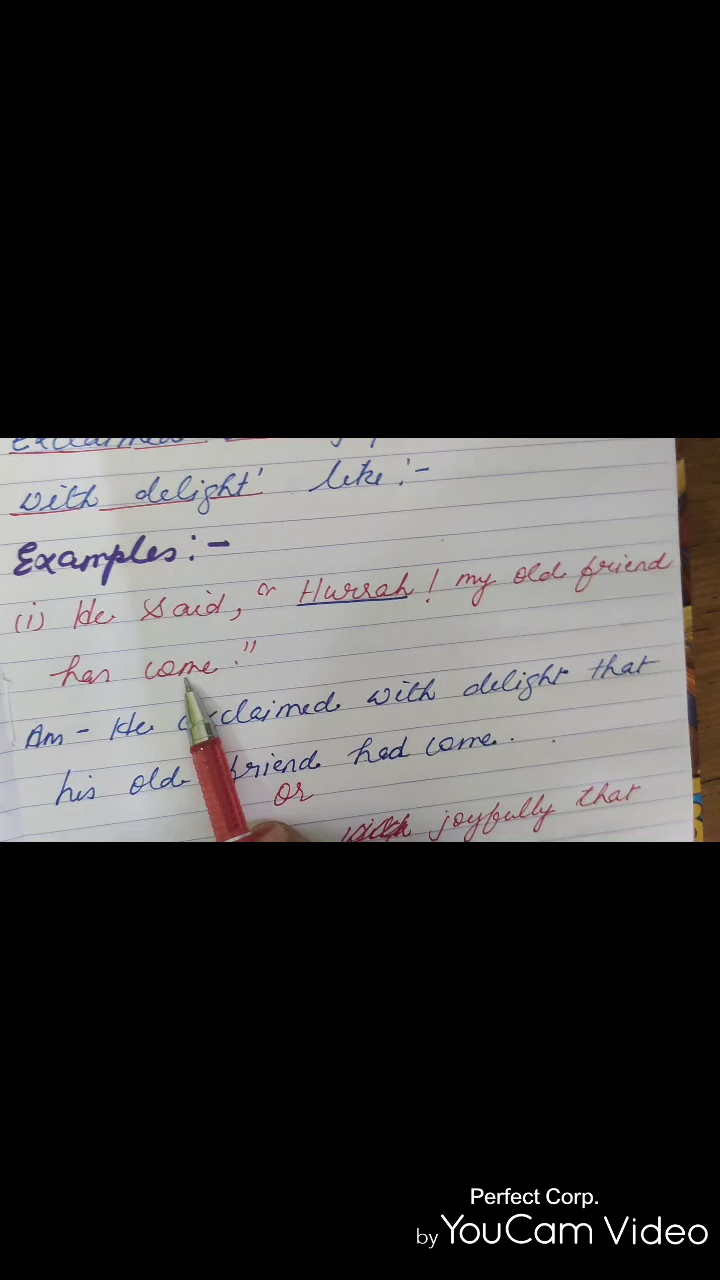 with delight' like :-
Examples :-
(i) He said, " Hurrah ! my old friend
has come."
Ans - He exclaimed with delight that
his old friend had come.
or
joyfully that
Perfect Corp.
by YouCam Video